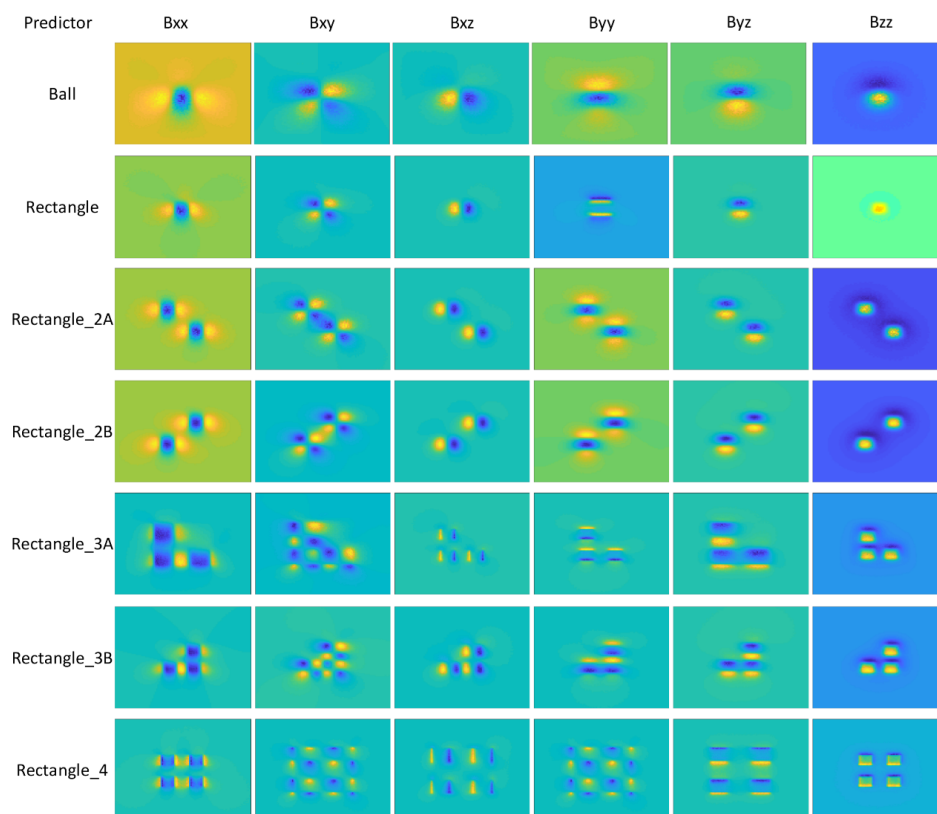 Predictor Bxx Bxy Bxz Byy Byz Bzz
Ball
Rectangle
Rectangle_2A
Rectangle_2B
Rectangle_3A
Rectangle_3B
Rectangle_4